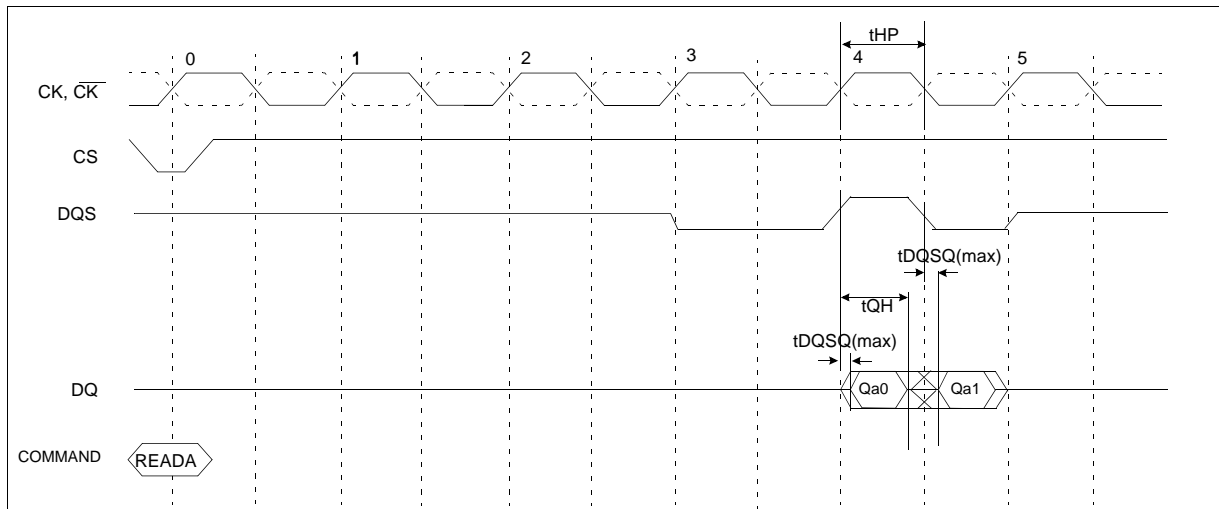 tHP
0 1 2 3 4 5
CK, CK
CS
DQS
tDQSQ(max)
tQH
tDQSQ(max)
DQ
Qa0 Qa1
COMMAND
READA